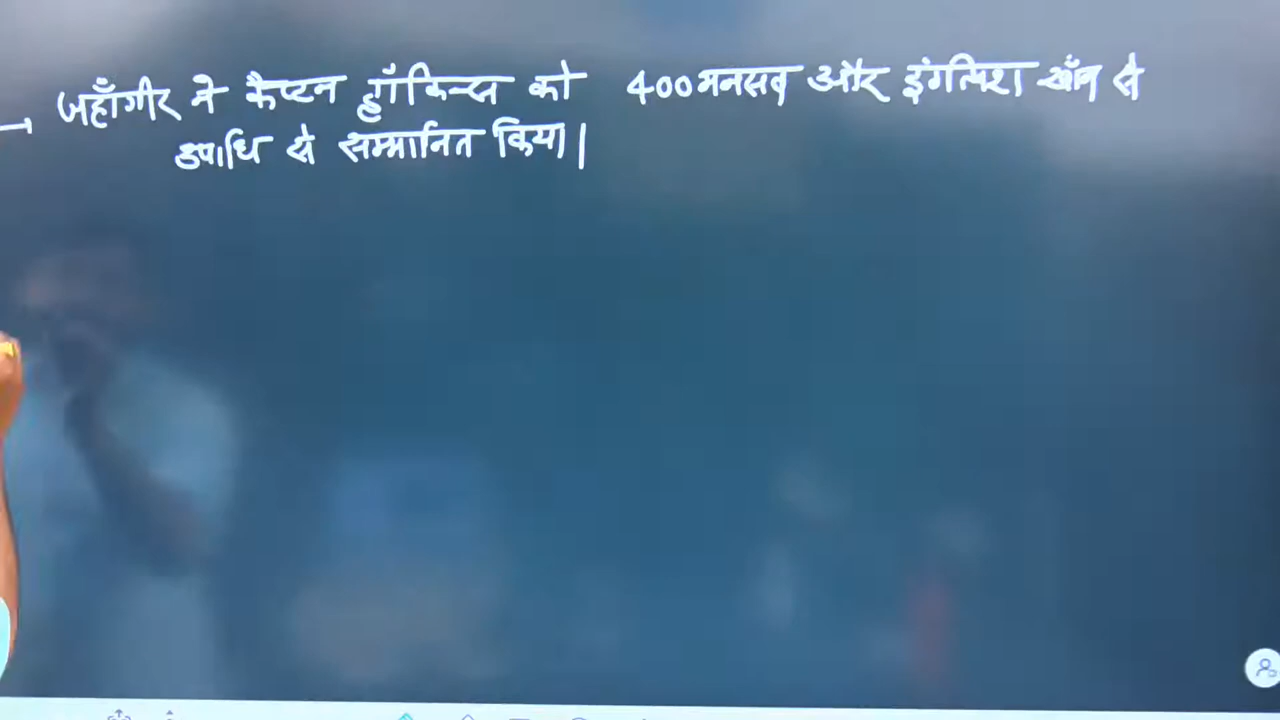 → जहाँगीर ने कैप्टन हॉकिन्स को 400 मनसब और इंगलिश खाँन से
उपाधि से सम्मानित किया|